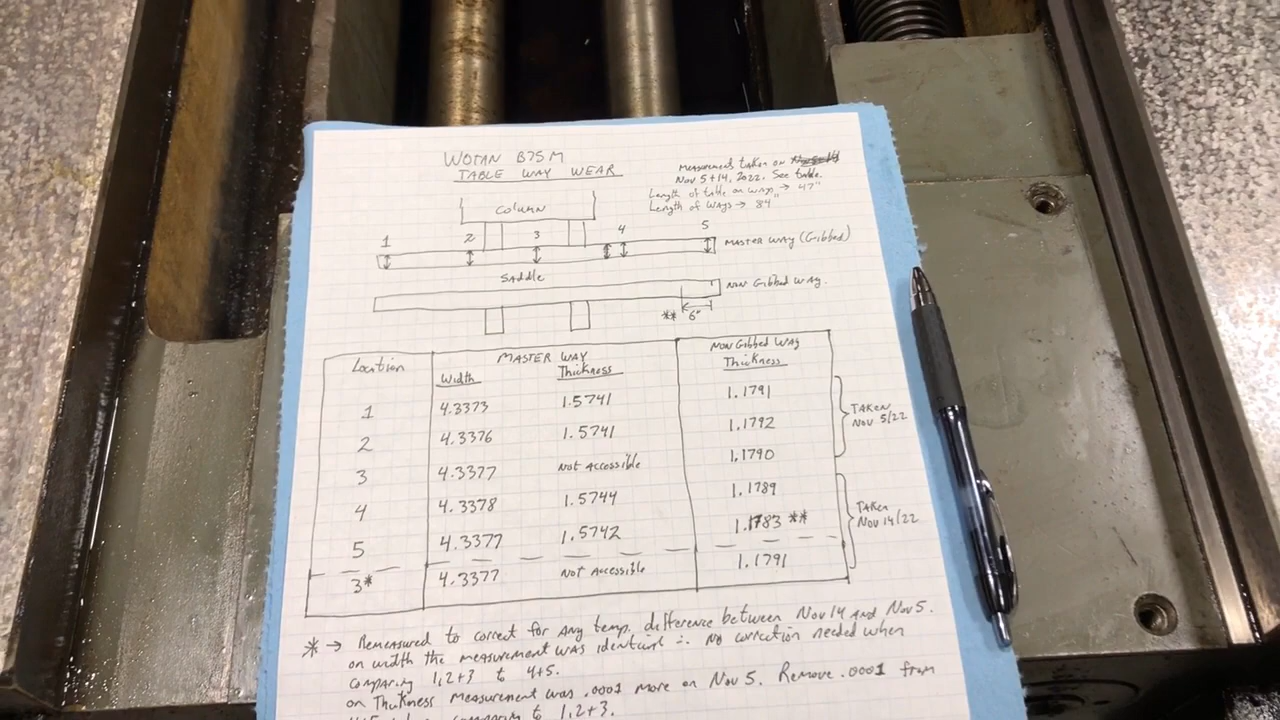 WOTAN B75M
TABLE WAY WEAR
Measurements taken on
Nov 5+14, 2022. See table.
Length of table on ways → 47"
Length of ways → 84"
COLUMN
1 2 3 4 5
MASTER WAY (Gibbed)
Saddle
NON Gibbed WAY.
** 6"
Location MASTER WAY NON Gibbed WAY
Width Thickness Thickness
1 4.3373 1.5741 1.1791
2 4.3376 1.5741 1.1792
3 4.3377 NOT Accessible 1.1790
TAKEN
NOV 5/22
4 4.3378 1.5744 1.1789
5 4.3377 1.5742 1.1783 **
3* 4.3377 NOT Accessible 1.1791
TAKEN
NOV 14/22
* → Remeasured to correct for any temp. difference between Nov 14 and Nov 5.
on width the measurement was identical ∴ No correction needed when
comparing 1,2+3 to 4+5.
on Thickness measurement was .0001 more on Nov 5. Remove .0001 from
comparing to 1,2+3.